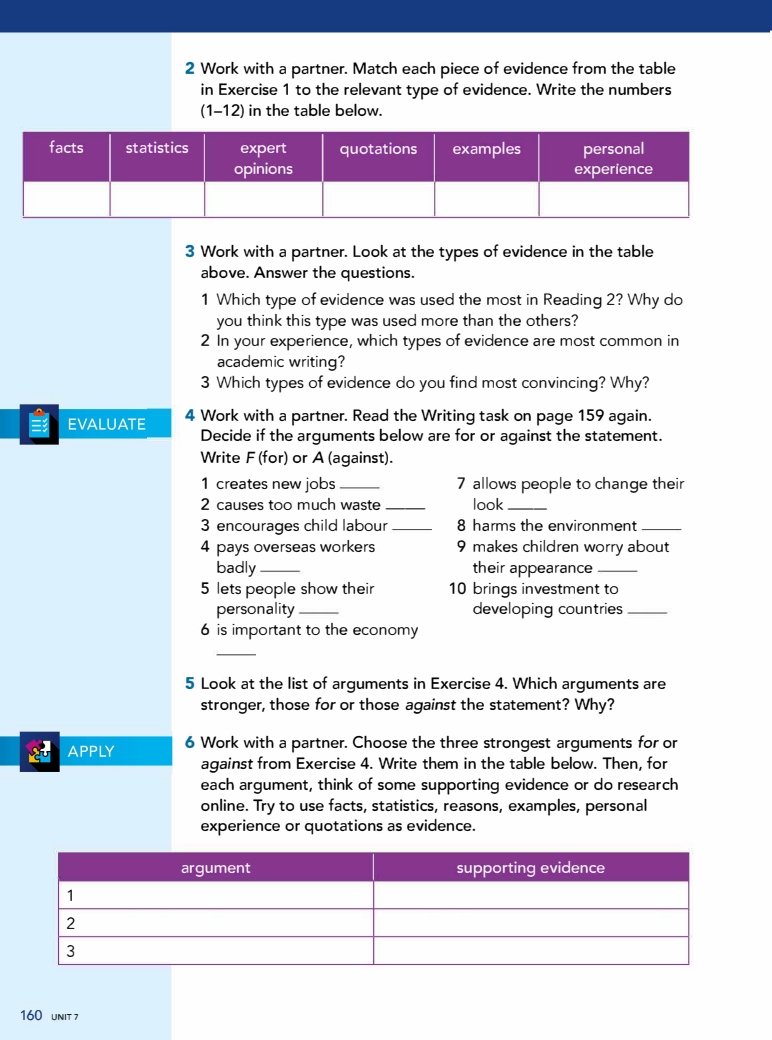 2 Work with a partner. Match each piece of evidence from the table
in Exercise 1 to the relevant type of evidence. Write the numbers
(1–12) in the table below.
facts statistics expert opinions quotations examples personal experience
3 Work with a partner. Look at the types of evidence in the table
above. Answer the questions.
1 Which type of evidence was used the most in Reading 2? Why do
you think this type was used more than the others?
2 In your experience, which types of evidence are most common in
academic writing?
3 Which types of evidence do you find most convincing? Why?
EVALUATE
4 Work with a partner. Read the Writing task on page 159 again.
Decide if the arguments below are for or against the statement.
Write F (for) or A (against).
1 creates new jobs _____
2 causes too much waste _____
3 encourages child labour _____
4 pays overseas workers
badly _____
5 lets people show their
personality _____
6 is important to the economy
_____
7 allows people to change their
look _____
8 harms the environment _____
9 makes children worry about
their appearance _____
10 brings investment to
developing countries _____
5 Look at the list of arguments in Exercise 4. Which arguments are
stronger, those for or those against the statement? Why?
APPLY
6 Work with a partner. Choose the three strongest arguments for or
against from Exercise 4. Write them in the table below. Then, for
each argument, think of some supporting evidence or do research
online. Try to use facts, statistics, reasons, examples, personal
experience or quotations as evidence.
argument supporting evidence
1
2
3
160 UNIT 7